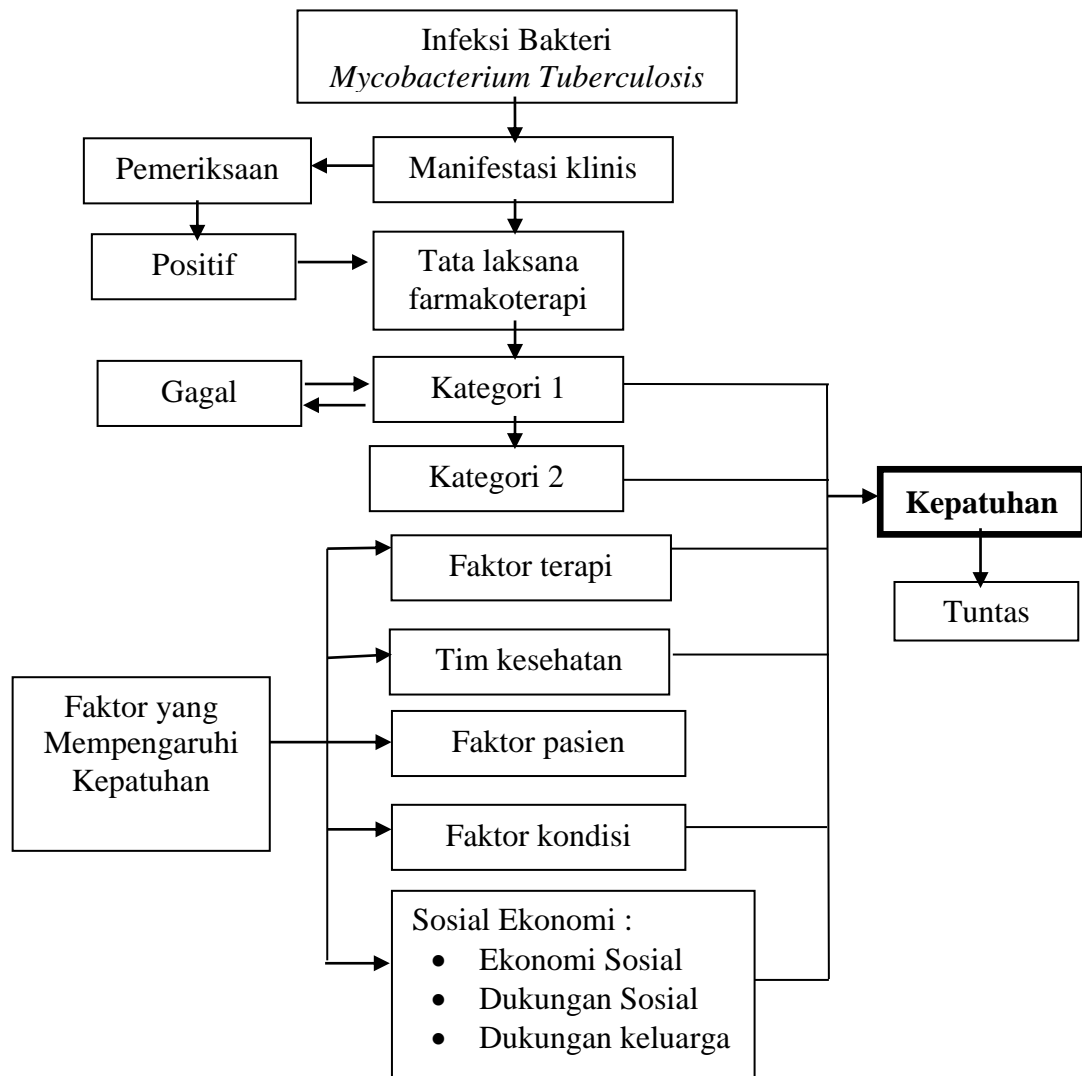 Infeksi Bakteri
Mycobacterium Tuberculosis
Pemeriksaan
Manifestasi klinis
Positif
Tata laksana
farmakoterapi
Gagal
Kategori 1
Kategori 2
Kepatuhan
Tuntas
Faktor terapi
Tim kesehatan
Faktor yang
Mempengaruhi
Kepatuhan
Faktor pasien
Faktor kondisi
Sosial Ekonomi :
• Ekonomi Sosial
• Dukungan Sosial
• Dukungan keluarga